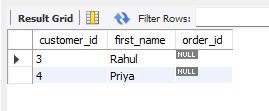 Result Grid Filter Rows:
customer_id first_name order_id
3 Rahul NULL
4 Priya NULL